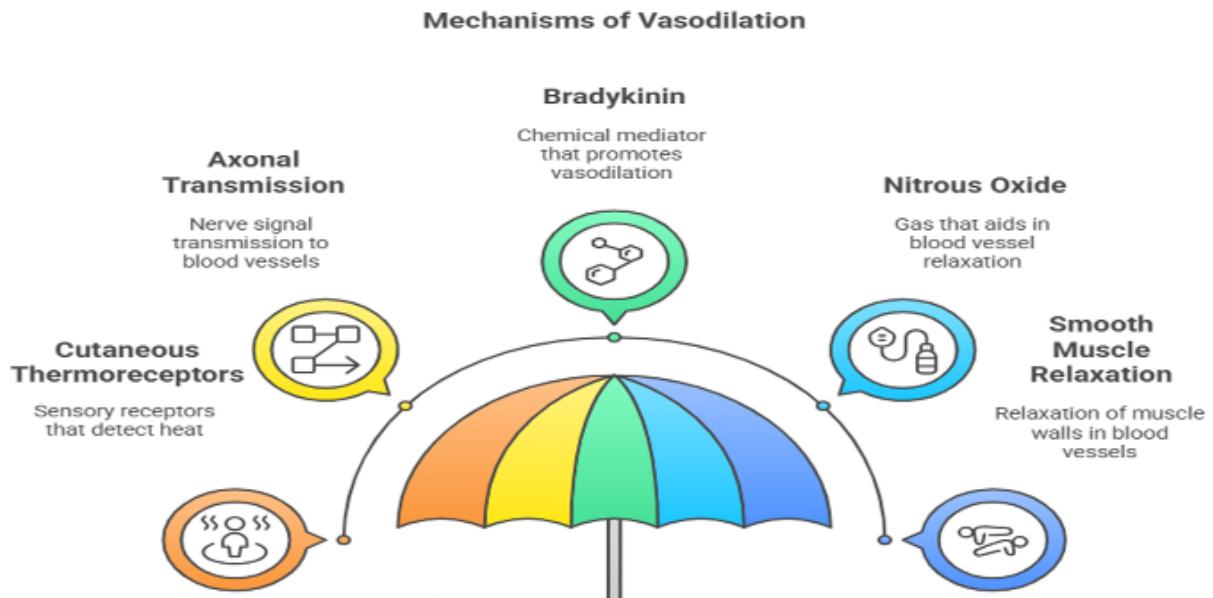 Mechanisms of Vasodilation
Bradykinin
Chemical mediator
that promotes
vasodilation
Axonal
Transmission
Nerve signal
transmission to
blood vessels
Nitrous Oxide
Gas that aids in
blood vessel
relaxation
Cutaneous
Thermoreceptors
Sensory receptors
that detect heat
Smooth
Muscle
Relaxation
Relaxation of muscle
walls in blood
vessels